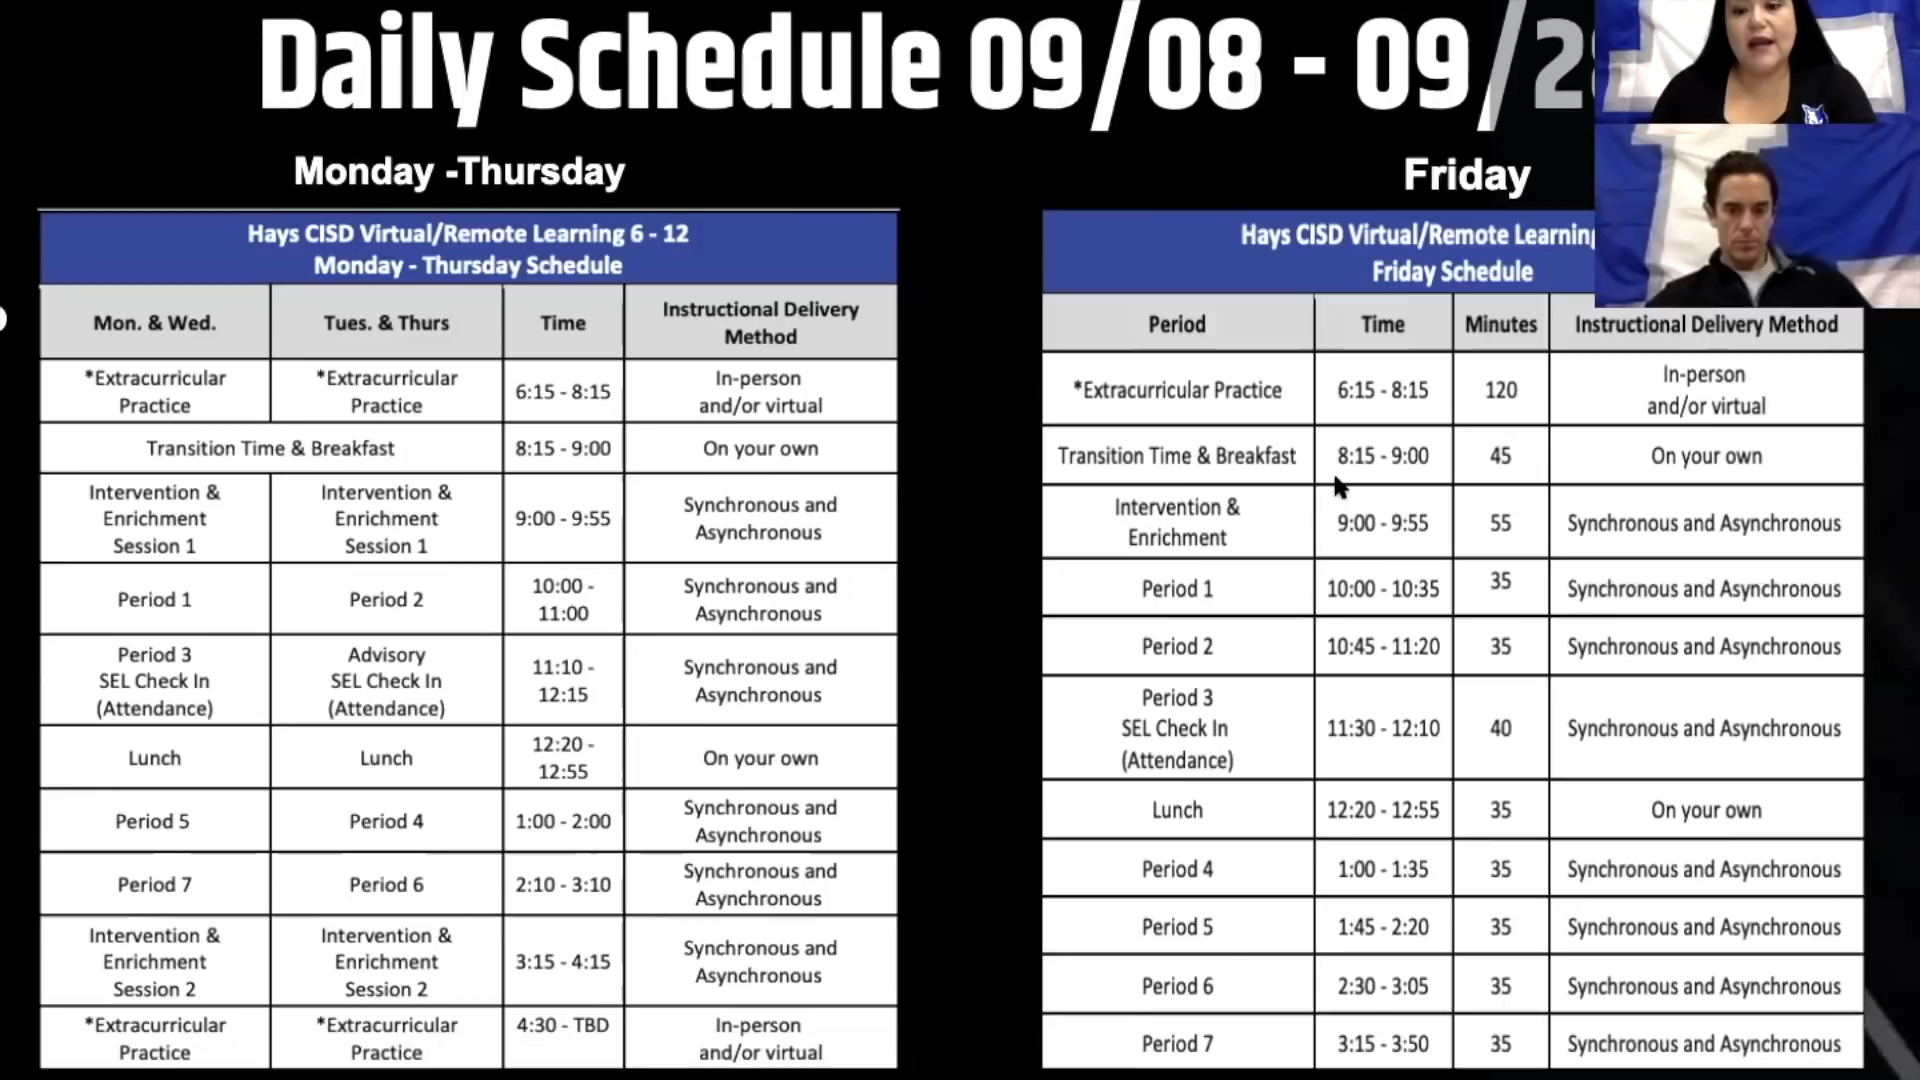 Daily Schedule 09/08 - 09/2
Monday -Thursday
Hays CISD Virtual/Remote Learning 6 - 12
Monday - Thursday Schedule
Mon. & Wed.
Tues. & Thurs
Time
Instructional Delivery
Method
*Extracurricular
Practice
*Extracurricular
Practice
6:15 - 8:15
In-person
and/or virtual
Transition Time & Breakfast
8:15 - 9:00
On your own
Intervention &
Enrichment
Session 1
Intervention &
Enrichment
Session 1
9:00 - 9:55
Synchronous and
Asynchronous
Period 1
Period 2
10:00 -
11:00
Synchronous and
Asynchronous
Period 3
SEL Check In
(Attendance)
Advisory
SEL Check In
(Attendance)
11:10 -
12:15
Synchronous and
Asynchronous
Lunch
Lunch
12:20 -
12:55
On your own
Period 5
Period 4
1:00 - 2:00
Synchronous and
Asynchronous
Period 7
Period 6
2:10 - 3:10
Synchronous and
Asynchronous
Intervention &
Enrichment
Session 2
Intervention &
Enrichment
Session 2
3:15 - 4:15
Synchronous and
Asynchronous
*Extracurricular
Practice
*Extracurricular
Practice
4:30 - TBD
In-person
and/or virtual
Friday
Hays CISD Virtual/Remote Learning
Friday Schedule
Period
Time
Minutes
Instructional Delivery Method
*Extracurricular Practice
6:15 - 8:15
120
In-person
and/or virtual
Transition Time & Breakfast
8:15 - 9:00
45
On your own
Intervention &
Enrichment
9:00 - 9:55
55
Synchronous and Asynchronous
Period 1
10:00 - 10:35
35
Synchronous and Asynchronous
Period 2
10:45 - 11:20
35
Synchronous and Asynchronous
Period 3
SEL Check In
(Attendance)
11:30 - 12:10
40
Synchronous and Asynchronous
Lunch
12:20 - 12:55
35
On your own
Period 4
1:00 - 1:35
35
Synchronous and Asynchronous
Period 5
1:45 - 2:20
35
Synchronous and Asynchronous
Period 6
2:30 - 3:05
35
Synchronous and Asynchronous
Period 7
3:15 - 3:50
35
Synchronous and Asynchronous